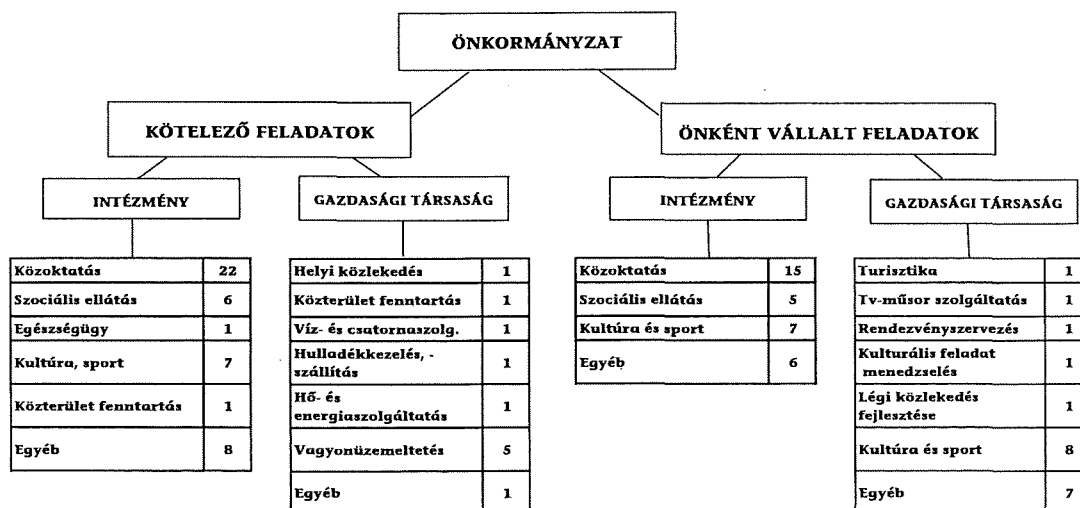 ÖNKORMÁNYZAT
KÖTELEZŐ FELADATOK
ÖNKÉNT VÁLLALT FELADATOK
INTÉZMÉNY
GAZDASÁGI TÁRSASÁG
INTÉZMÉNY
GAZDASÁGI TÁRSASÁG
Közoktatás 22
Szociális ellátás 6
Egészségügy 1
Kultúra, sport 7
Közterület fenntartás 1
Egyéb 8
Helyi közlekedés 1
Közterület fenntartás 1
Víz- és csatornaszolg. 1
Hulladékkezelés, -
szállítás 1
Hő- és
energiaszolgáltatás 1
Vagyonüzemeltetés 5
Egyéb 1
Közoktatás 15
Szociális ellátás 5
Kultúra és sport 7
Egyéb 6
Turisztika 1
Tv-műsor szolgáltatás 1
Rendezvényszervezés 1
Kulturális feladat
menedzselés 1
Légi közlekedés
fejlesztése 1
Kultúra és sport 8
Egyéb 7